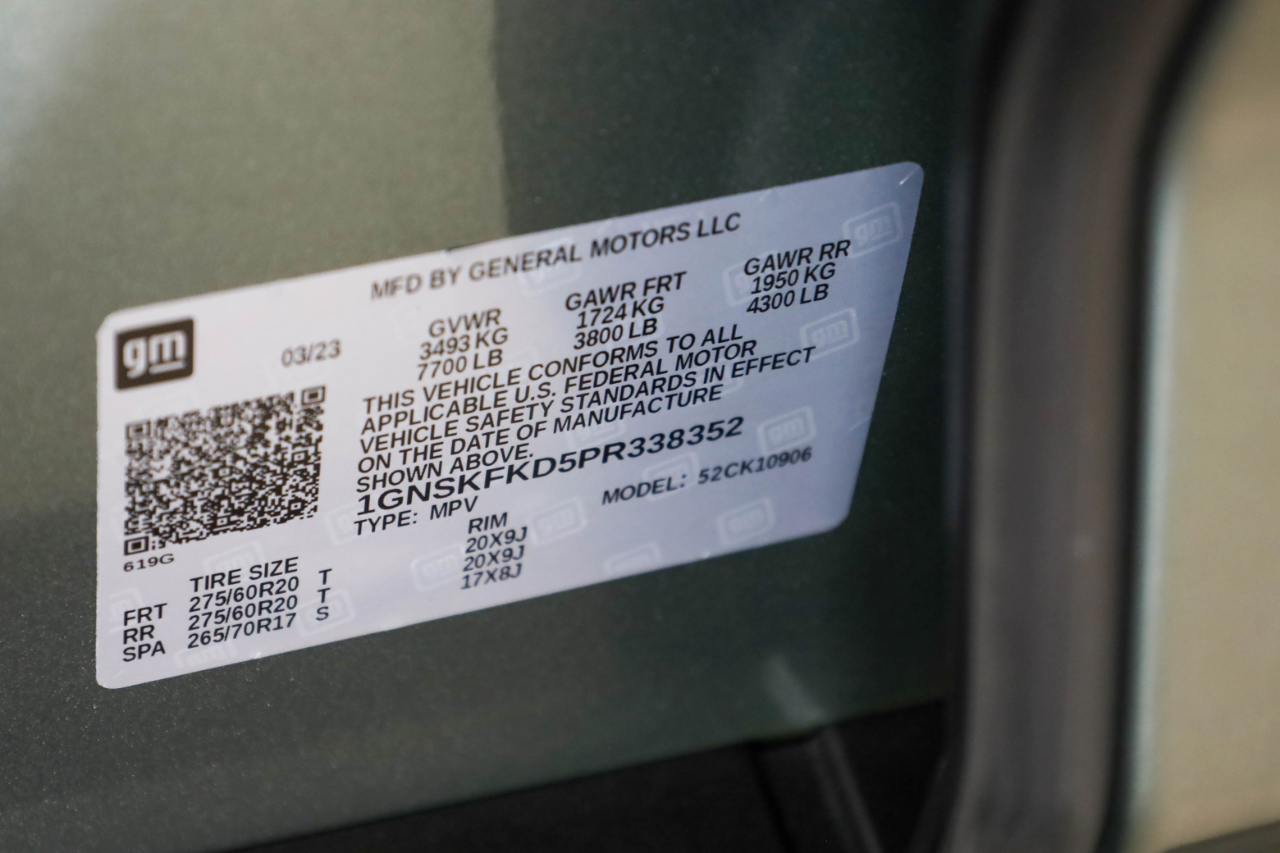 MFD BY GENERAL MOTORS LLC
gm
03/23
GVWR GAWR FRT GAWR RR
3493 KG 1724 KG 1950 KG
7700 LB 3800 LB 4300 LB
THIS VEHICLE CONFORMS TO ALL
APPLICABLE U.S. FEDERAL MOTOR
VEHICLE SAFETY STANDARDS IN EFFECT
ON THE DATE OF MANUFACTURE
SHOWN ABOVE.
1GNSKFKD5PR338352
TYPE: MPV MODEL: 52CK10906
619G
TIRE SIZE RIM
FRT 275/60R20 T 20X9J
RR 275/60R20 T 20X9J
SPA 265/70R17 S 17X8J